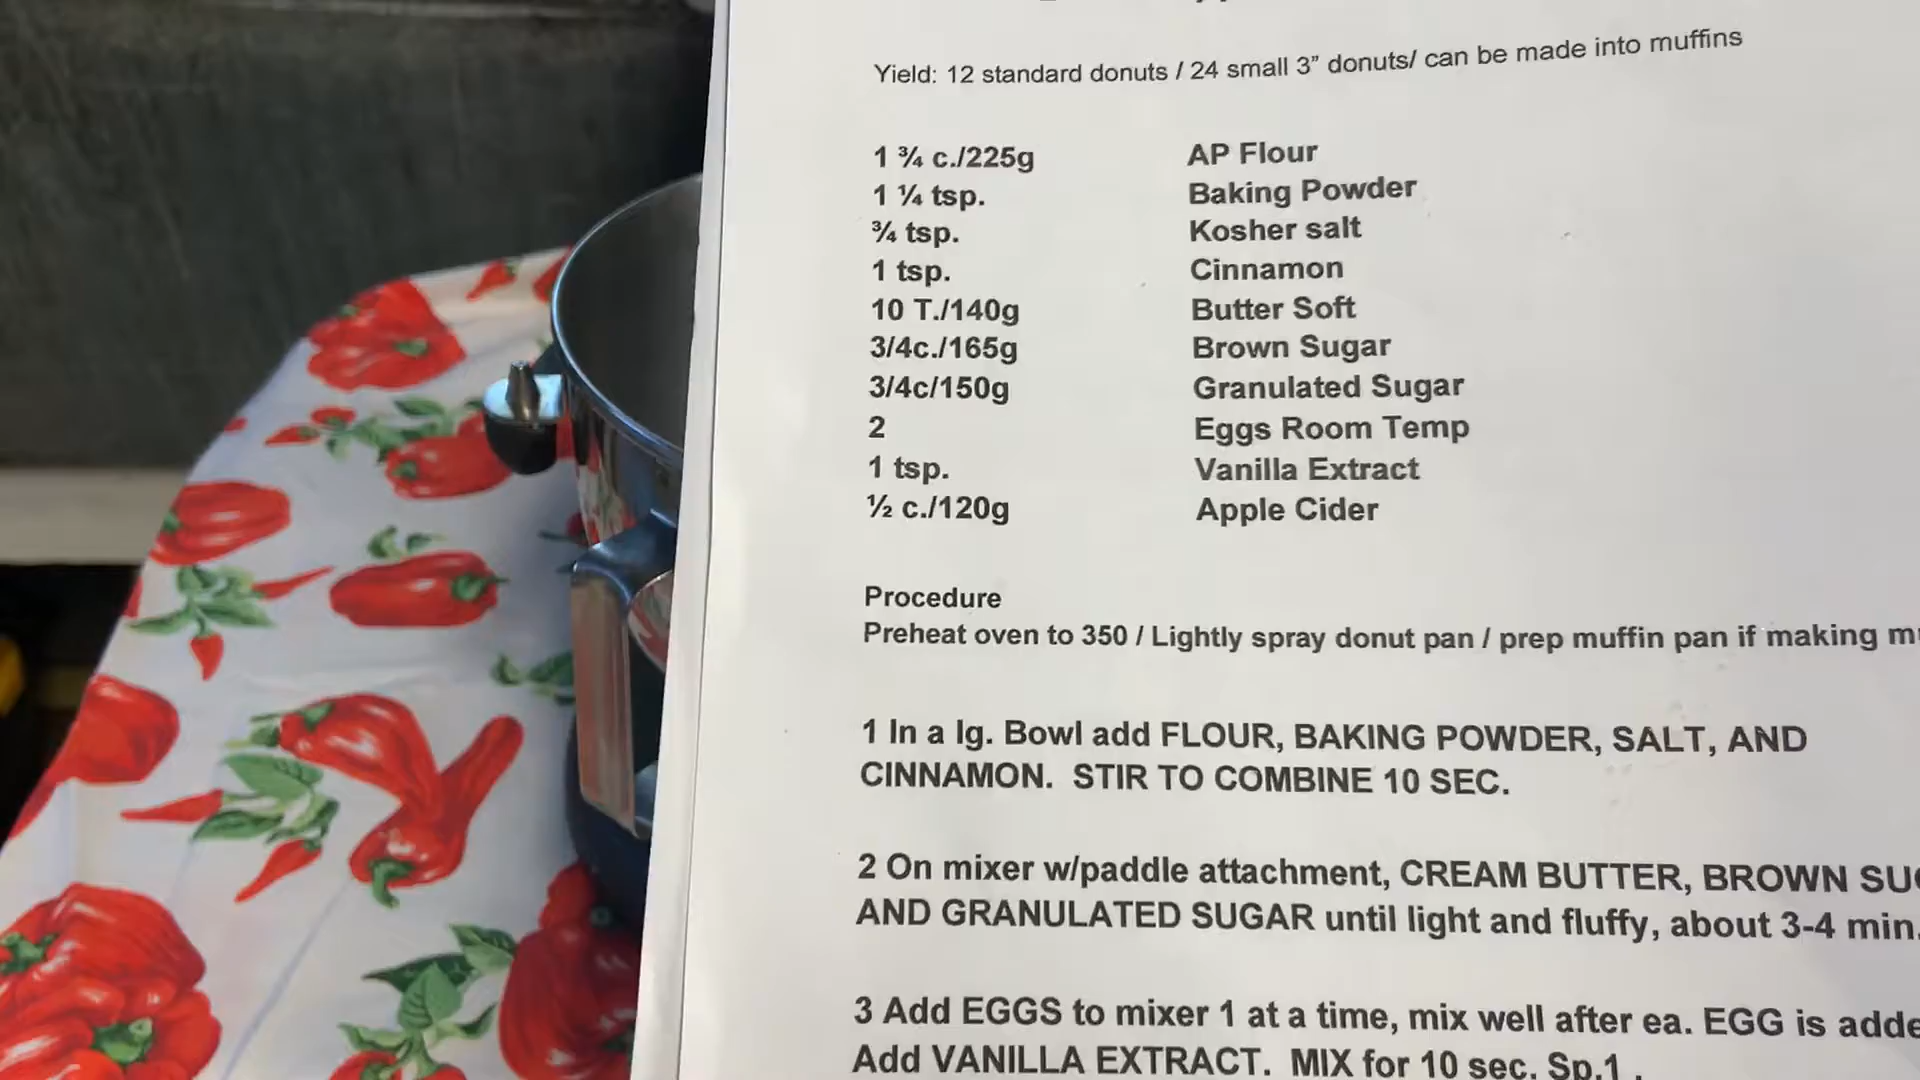 Yield: 12 standard donuts / 24 small 3” donuts/ can be made into muffins
1 ¾ c./225g AP Flour
1 ¼ tsp. Baking Powder
¾ tsp. Kosher salt
1 tsp. Cinnamon
10 T./140g Butter Soft
3/4c./165g Brown Sugar
3/4c/150g Granulated Sugar
2 Eggs Room Temp
1 tsp. Vanilla Extract
½ c./120g Apple Cider
Procedure
Preheat oven to 350 / Lightly spray donut pan / prep muffin pan if making
1 In a lg. Bowl add FLOUR, BAKING POWDER, SALT, AND
CINNAMON. STIR TO COMBINE 10 SEC.
2 On mixer w/paddle attachment, CREAM BUTTER, BROWN
AND GRANULATED SUGAR until light and fluffy, about 3-4 min.
3 Add EGGS to mixer 1 at a time, mix well after ea. EGG is
Add VANILLA EXTRACT. MIX for 10 sec. Sp.1 .